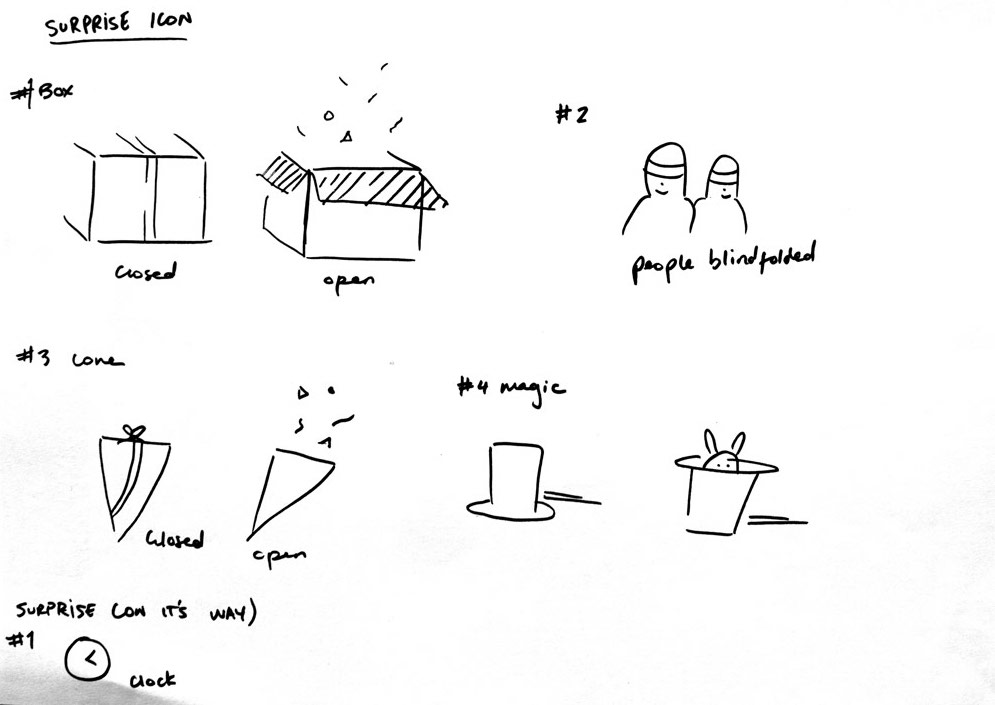 SURPRISE ICON
#1 Box
#2
closed
open
people blindfolded
#3 cone
#4 magic
closed
open
SURPRISE (ON IT'S WAY)
#1
clock